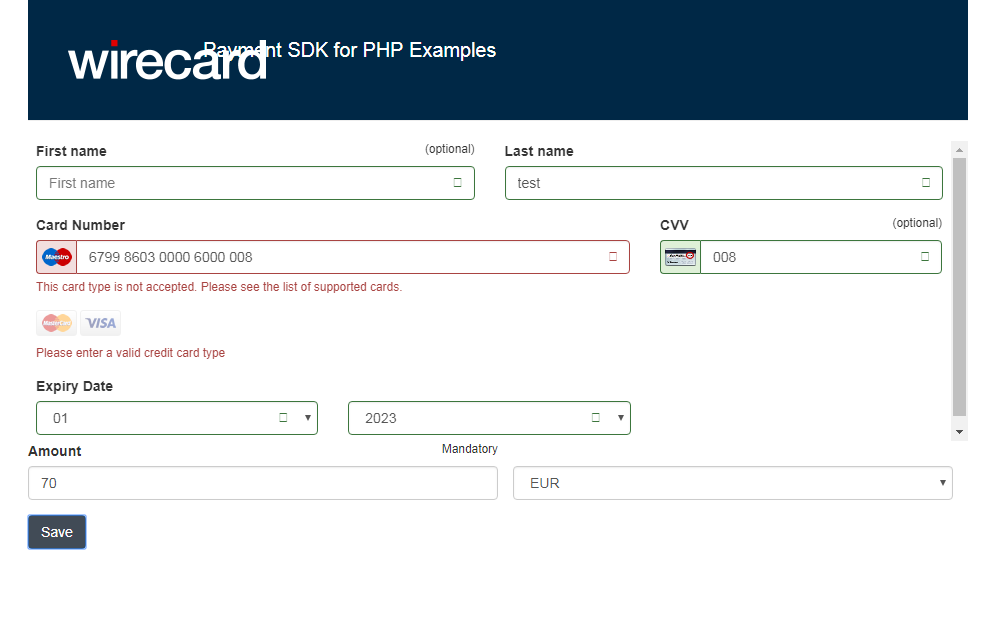 wirecard
Payment SDK for PHP Examples
First name (optional) Last name
First name test
Card Number CVV (optional)
Maestro 6799 8603 0000 6000 008 008
This card type is not accepted. Please see the list of supported cards.
MasterCard VISA
Please enter a valid credit card type
Expiry Date
01 2023
Amount Mandatory
70 EUR
Save